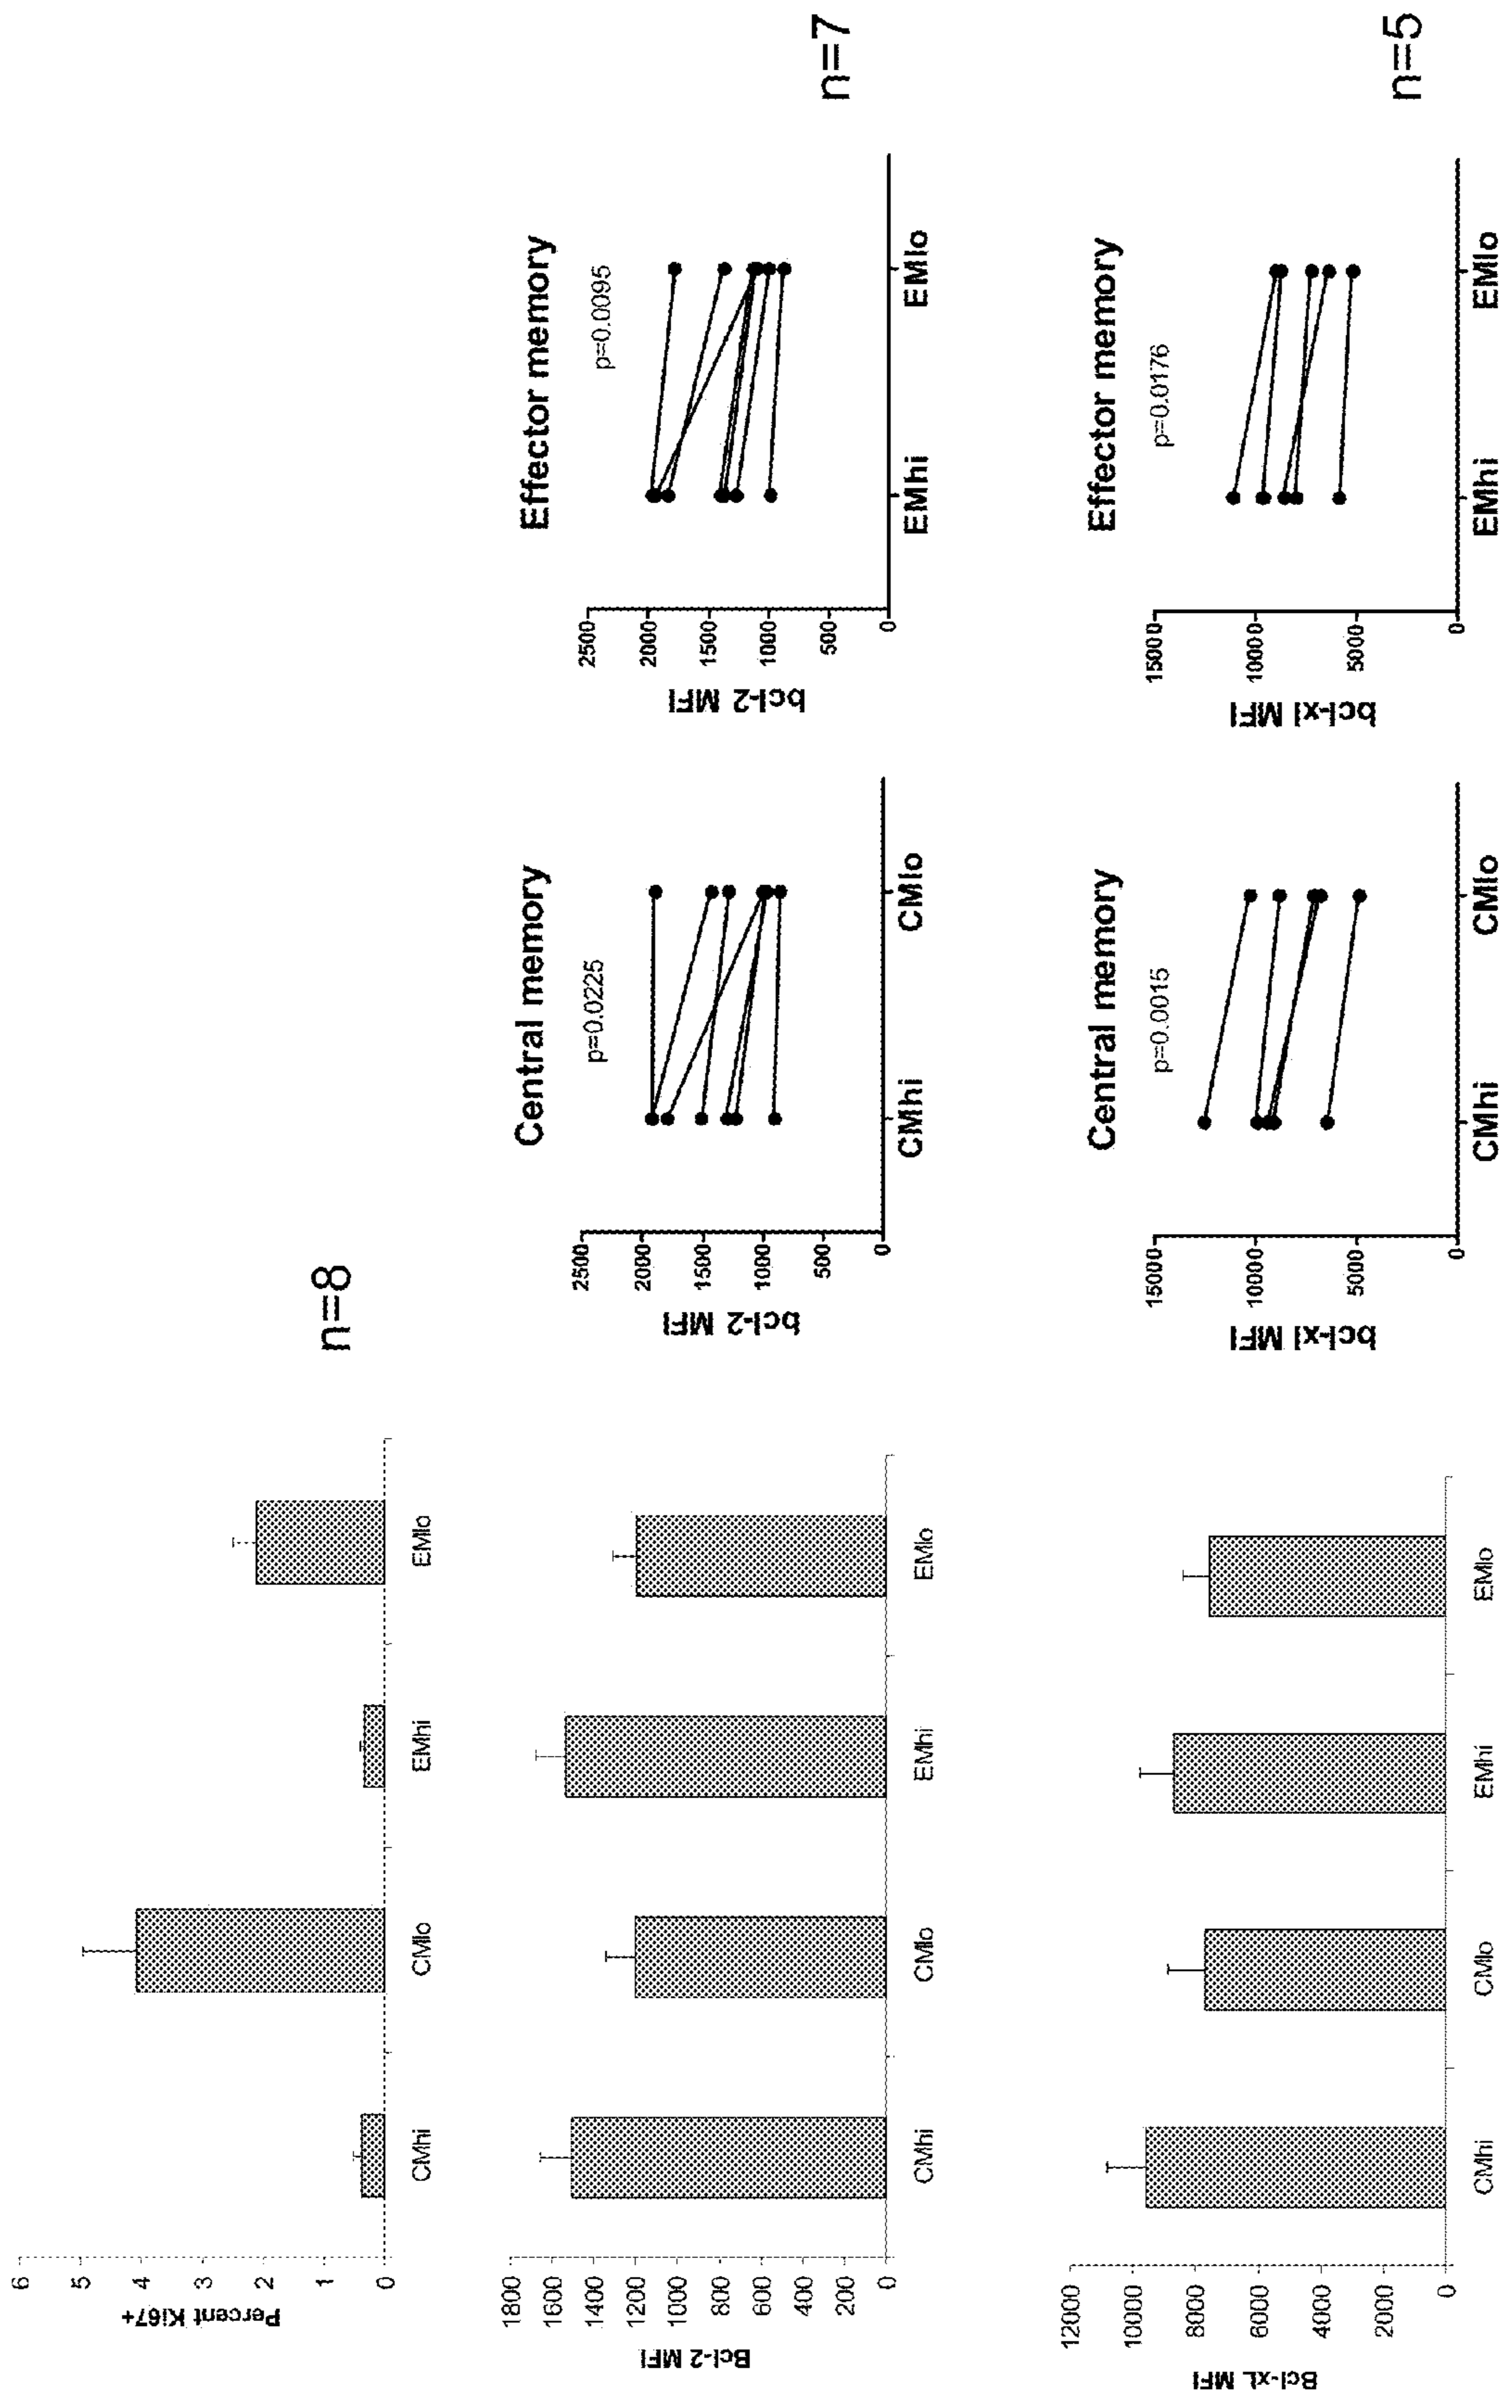 6
5
4
3
2
1
0
Percent Ki67+
CMhi
CMlo
EMhi
EMlo
n=8
1800
1600
1400
1200
1000
800
600
400
200
0
Bcl-2 MFI
CMhi
CMlo
EMhi
EMlo
Central memory
p=0.0225
2500
2000
1500
1000
500
0
bcl-2 MFI
CMhi
CMlo
Effector memory
p=0.0095
2500
2000
1500
1000
500
0
bcl-2 MFI
EMhi
EMlo
n=7
12000
10000
8000
6000
4000
2000
0
Bcl-xL MFI
CMhi
CMlo
EMhi
EMlo
Central memory
p=0.0015
15000
10000
5000
0
bcl-xl MFI
CMhi
CMlo
Effector memory
p=0.0176
15000
10000
5000
0
bcl-xl MFI
EMhi
EMlo
n=5